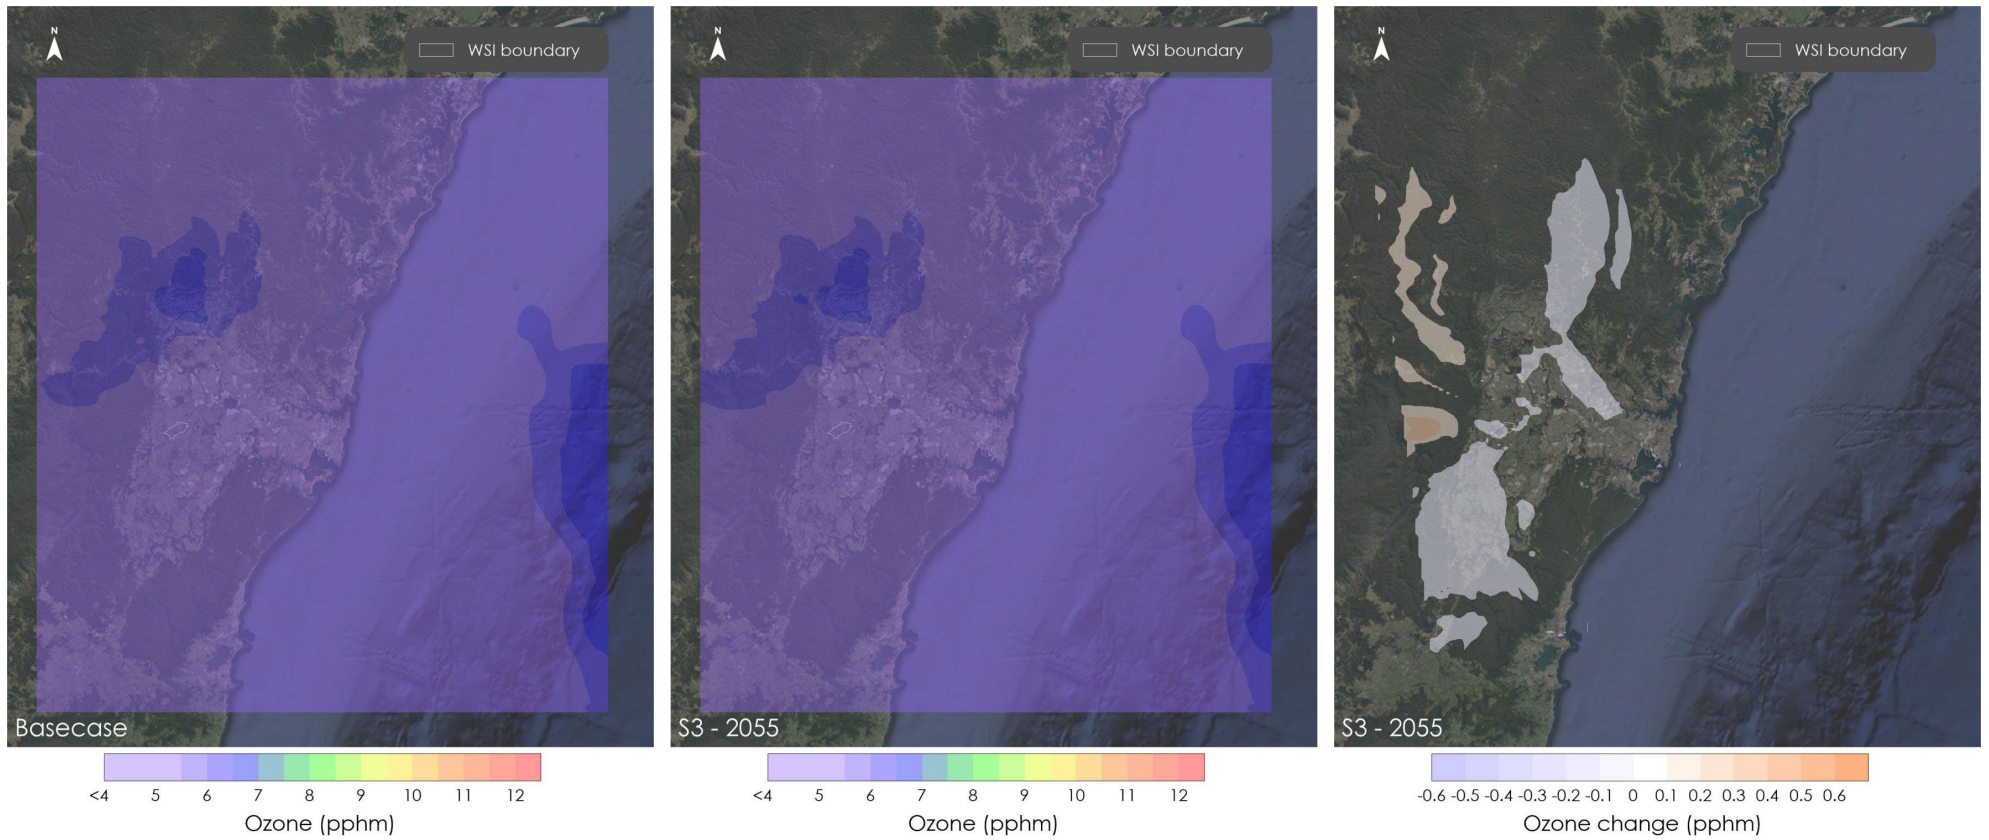 N
WSI boundary
N
WSI boundary
N
WSI boundary
Basecase
S3 - 2055
S3 - 2055
<4 5 6 7 8 9 10 11 12
Ozone (pphm)
<4 5 6 7 8 9 10 11 12
Ozone (pphm)
-0.6 -0.5 -0.4 -0.3 -0.2 -0.1 0 0.1 0.2 0.3 0.4 0.5 0.6
Ozone change (pphm)